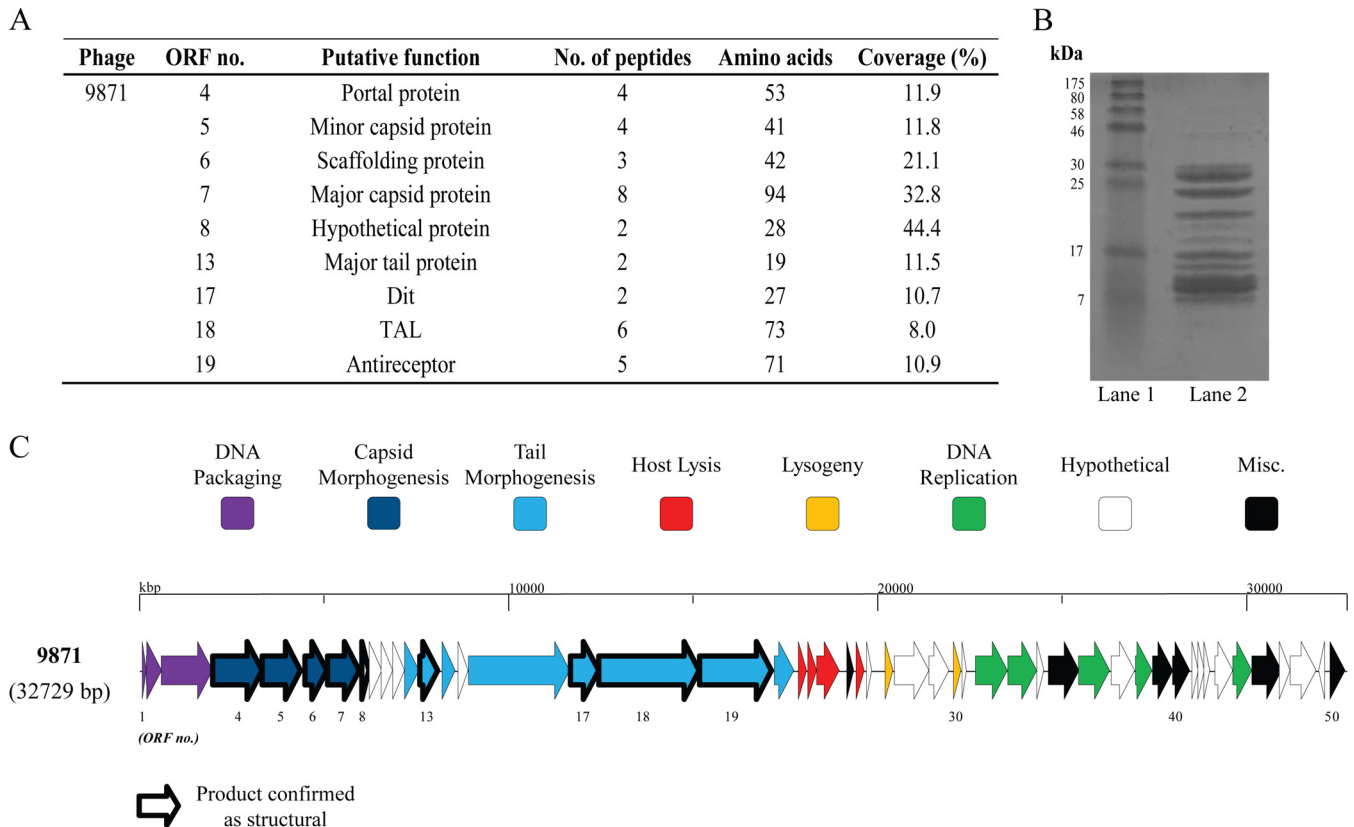 A
Phage ORF no. Putative function No. of peptides Amino acids Coverage (%)
9871 4 Portal protein 4 53 11.9
5 Minor capsid protein 4 41 11.8
6 Scaffolding protein 3 42 21.1
7 Major capsid protein 8 94 32.8
8 Hypothetical protein 2 28 44.4
13 Major tail protein 2 19 11.5
17 Dit 2 27 10.7
18 TAL 6 73 8.0
19 Antireceptor 5 71 10.9
B
kDa
175
80
58
46
30
25
17
7
Lane 1 Lane 2
C
DNA Packaging
Capsid Morphogenesis
Tail Morphogenesis
Host Lysis
Lysogeny
DNA Replication
Hypothetical
Misc.
kbp 10000 20000 30000
9871
(32729 bp)
1 4 5 6 7 8 13 17 18 19 30 40 50
(ORF no.)
Product confirmed
as structural